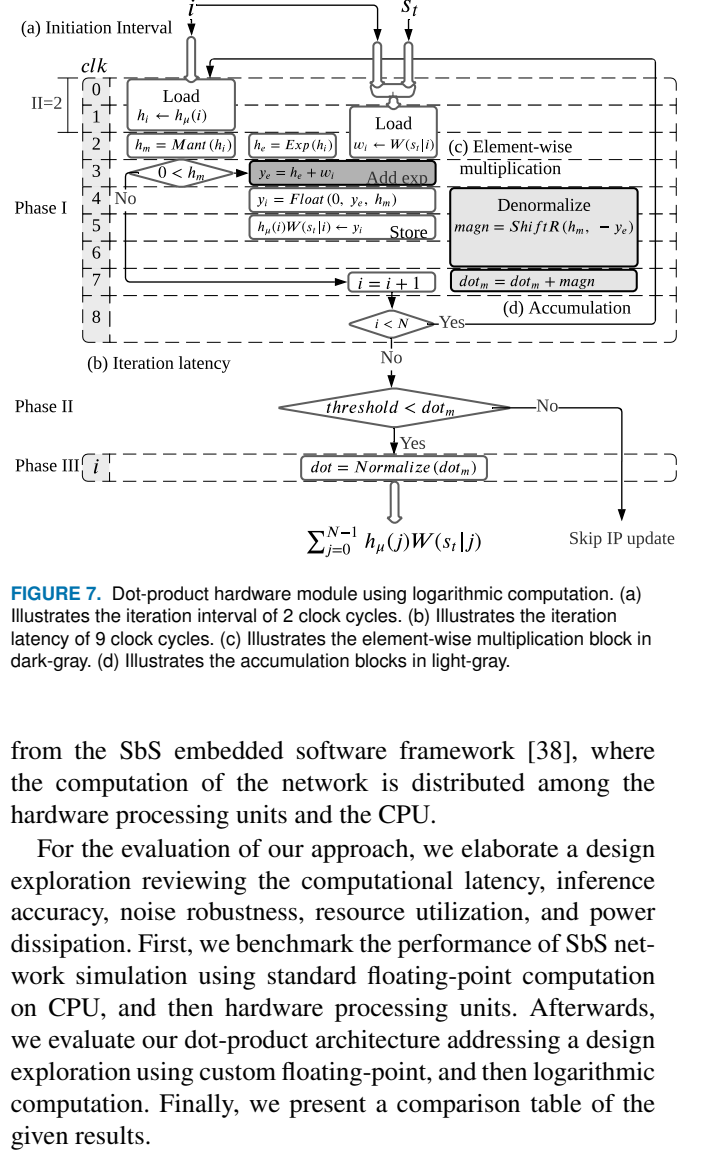 i
s_t
(a) Initiation Interval
clk
0
II=2
Load
h_i ← h_μ(i)
1
Load
w_i ← W(s_t|i)
2
h_m = Mant(h_i)
h_e = Exp(h_i)
(c) Element-wise
multiplication
3
0 < h_m
y_e = h_e + w_i
Add exp
No
Phase I
4
y_i = Float(0, y_e, h_m)
Denormalize
magn = ShiftR(h_m, − y_e)
5
h_μ(i)W(s_t|i) ← y_i
Store
6
7
i = i + 1
dot_m = dot_m + magn
(d) Accumulation
8
i < N
Yes
No
(b) Iteration latency
Phase II
threshold < dot_m
No
Yes
Phase III
i
dot = Normalize(dot_m)
∑_{j=0}^{N−1} h_μ(j)W(s_t|j)
Skip IP update
FIGURE 7. Dot-product hardware module using logarithmic computation. (a)
Illustrates the iteration interval of 2 clock cycles. (b) Illustrates the iteration
latency of 9 clock cycles. (c) Illustrates the element-wise multiplication block in
dark-gray. (d) Illustrates the accumulation blocks in light-gray.
from the SbS embedded software framework [38], where
the computation of the network is distributed among the
hardware processing units and the CPU.
For the evaluation of our approach, we elaborate a design
exploration reviewing the computational latency, inference
accuracy, noise robustness, resource utilization, and power
dissipation. First, we benchmark the performance of SbS net-
work simulation using standard floating-point computation
on CPU, and then hardware processing units. Afterwards,
we evaluate our dot-product architecture addressing a design
exploration using custom floating-point, and then logarithmic
computation. Finally, we present a comparison table of the
given results.